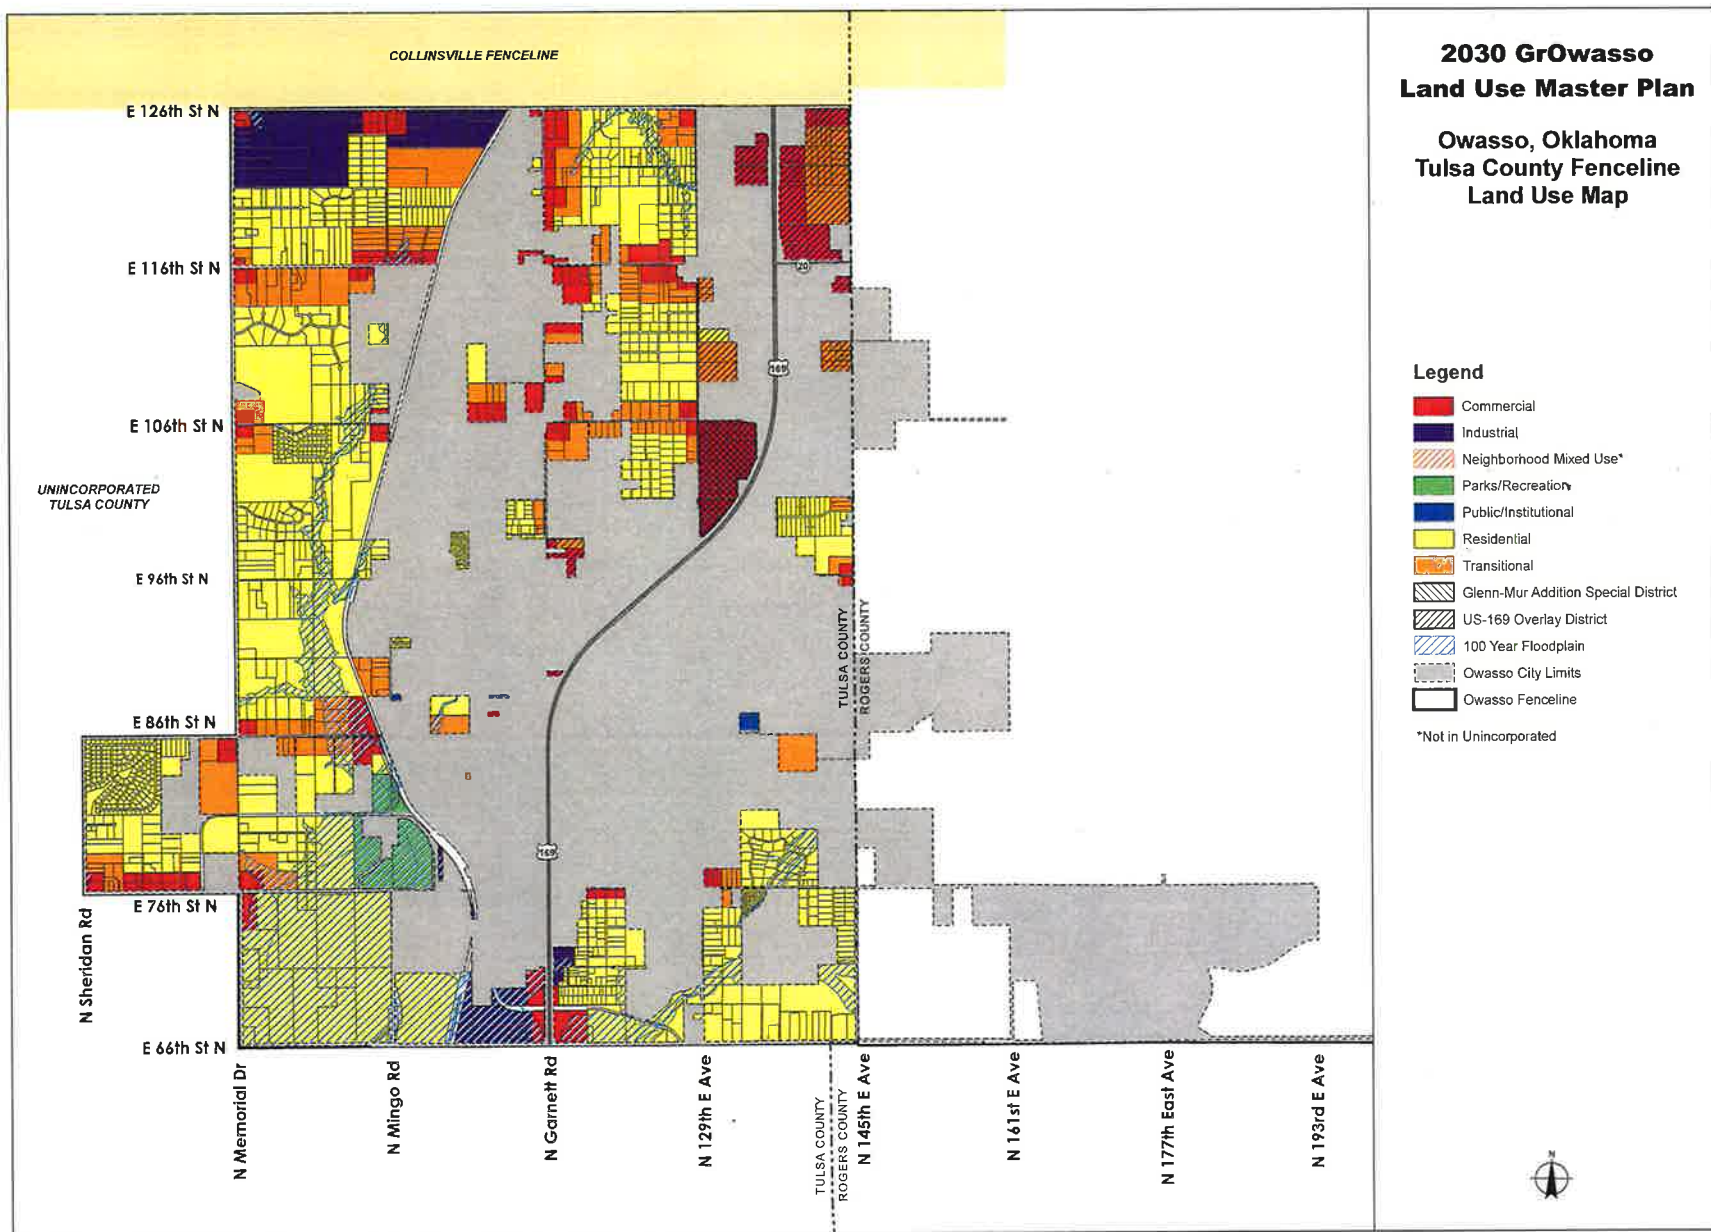 COLLINSVILLE FENCELINE
2030 GrOwasso
Land Use Master Plan
Owasso, Oklahoma
Tulsa County Fenceline
Land Use Map
E 126th St N
E 116th St N
E 106th St N
E 96th St N
E 86th St N
E 76th St N
E 66th St N
UNINCORPORATED
TULSA COUNTY
20
169
169
TULSA COUNTY
ROGERS COUNTY
N Sheridan Rd
N Memorial Dr
N Mingo Rd
N Garnett Rd
N 129th E Ave
TULSA COUNTY
ROGERS COUNTY
N 145th E Ave
N 161st E Ave
N 177th East Ave
N 193rd E Ave
Legend
Commercial
Industrial
Neighborhood Mixed Use*
Parks/Recreation
Public/Institutional
Residential
Transitional
Glenn-Mur Addition Special District
US-169 Overlay District
100 Year Floodplain
Owasso City Limits
Owasso Fenceline
*Not in Unincorporated
N